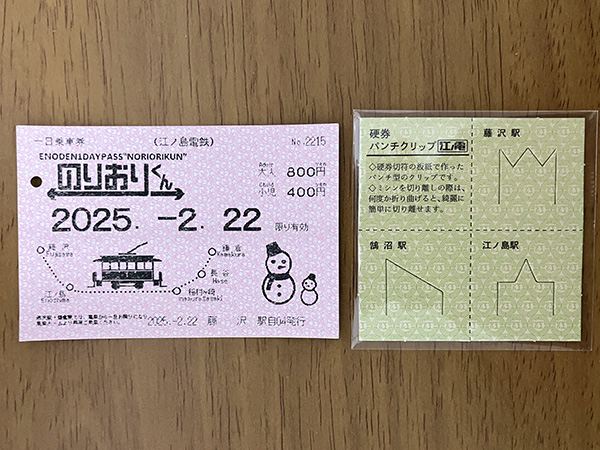 一日乗車券 (江ノ島電鉄) No.2215
ENODEN1DAYPASS"NORIORIKUN"
のりおりくん
大人 800円
小児 400円
2025.-2.22 限り有効
藤沢
Fujisawa
鎌倉
Kamakura
長谷
Hase
江ノ島
Enoshima
稲村ヶ崎
Inamuragasaki
2025.-2.22 藤沢駅自04発行
硬券
パンチクリップ 江ノ電
◇硬券切符の板紙で作った
パンチ型のクリップです。
◇ミシンを切り離しの際は、
何度か折り曲げると、綺麗に
簡単に切り離せます。
藤沢駅
鵠沼駅
江ノ島駅